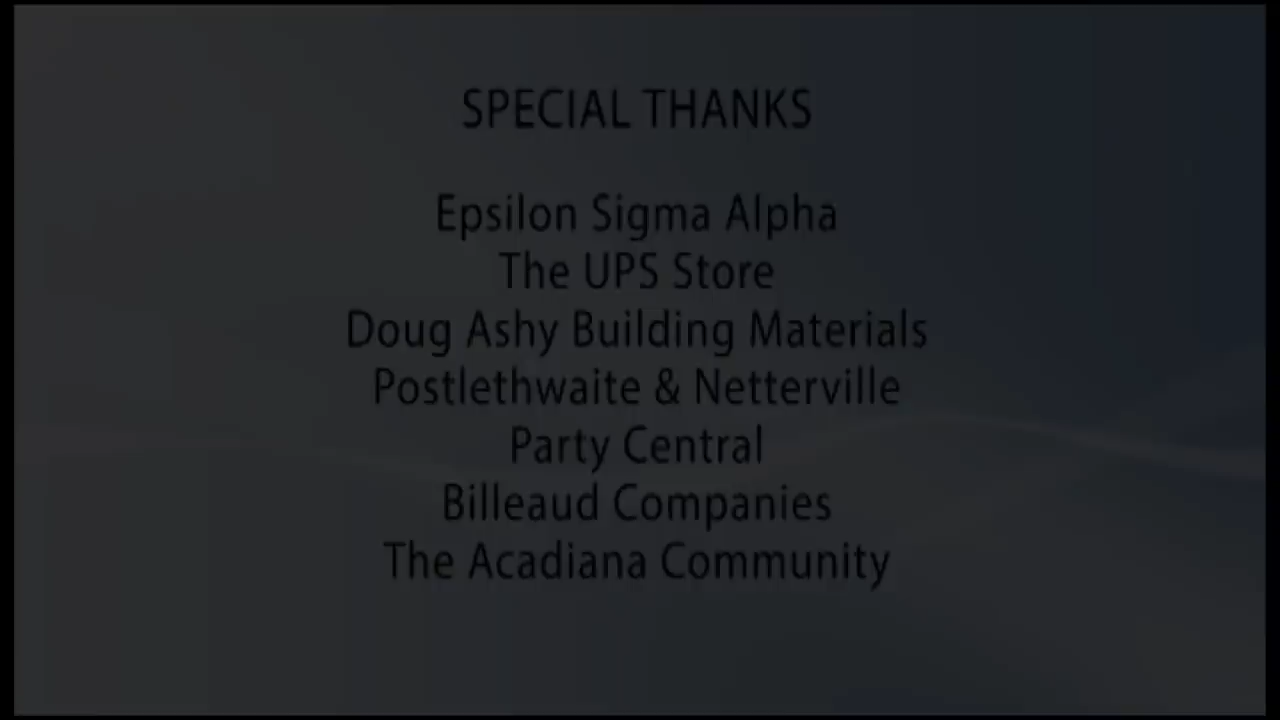 SPECIAL THANKS
Epsilon Sigma Alpha
The UPS Store
Doug Ashy Building Materials
Postlethwaite & Netterville
Party Central
Billeaud Companies
The Acadiana Community